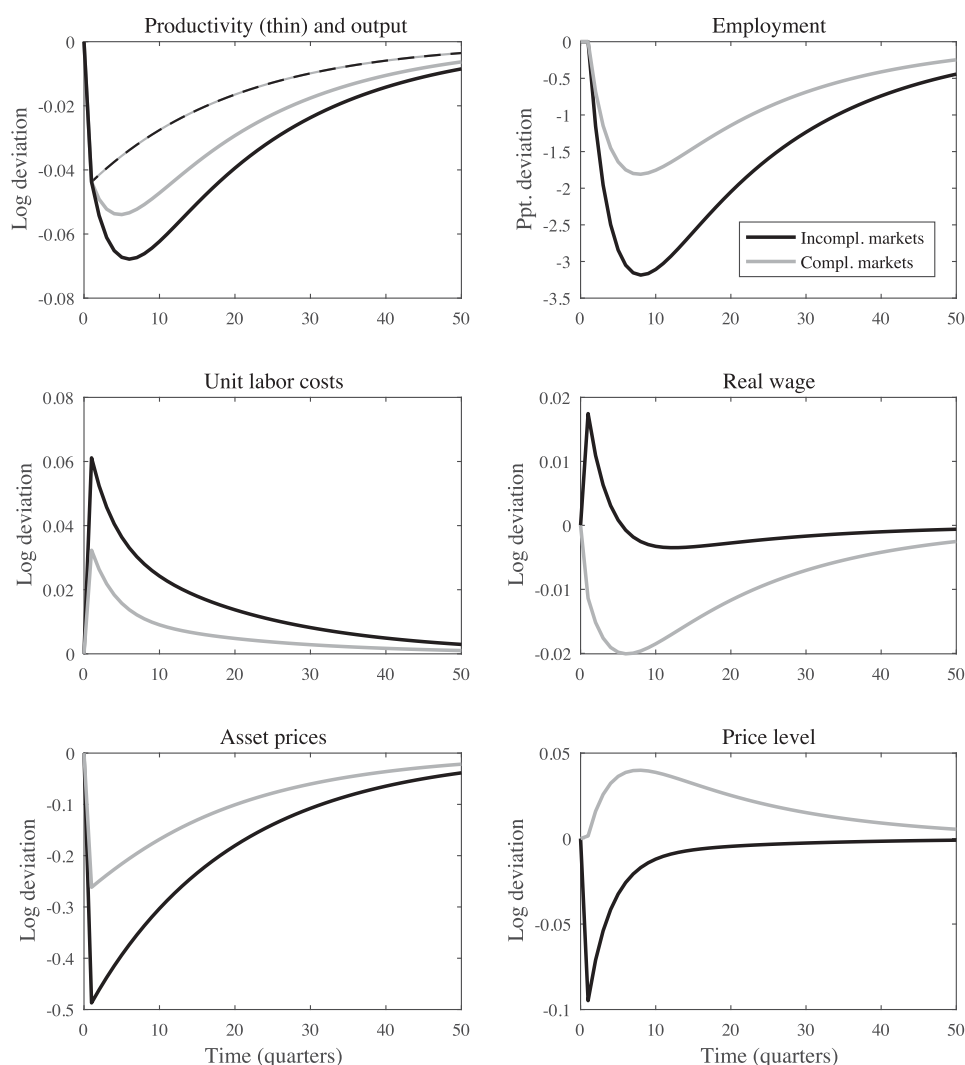 Productivity (thin) and output
Log deviation
0
-0.02
-0.04
-0.06
-0.08
0 10 20 30 40 50
Employment
Ppt. deviation
0
-0.5
-1
-1.5
-2
-2.5
-3
-3.5
Incompl. markets
Compl. markets
0 10 20 30 40 50
Unit labor costs
Log deviation
0.08
0.06
0.04
0.02
0
0 10 20 30 40 50
Real wage
Log deviation
0.02
0.01
0
-0.01
-0.02
0 10 20 30 40 50
Asset prices
Log deviation
0
-0.1
-0.2
-0.3
-0.4
-0.5
0 10 20 30 40 50
Time (quarters)
Price level
Log deviation
0.05
0
-0.05
-0.1
0 10 20 30 40 50
Time (quarters)